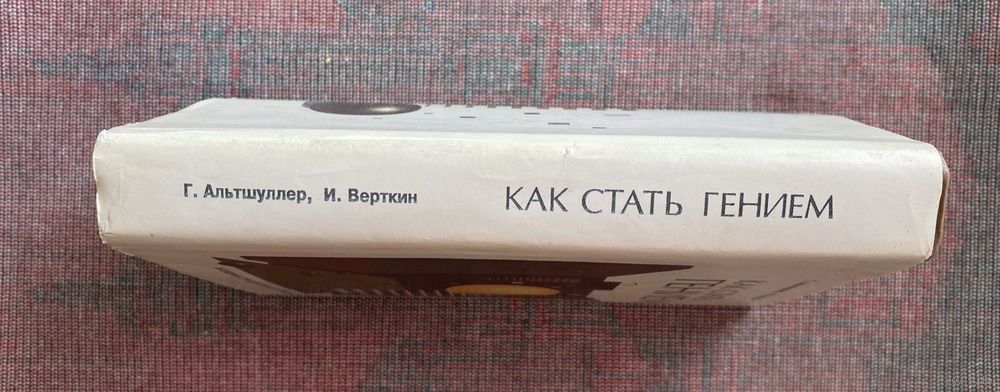 Г. Альтшуллер, И. Верткин
КАК СТАТЬ ГЕНИЕМ